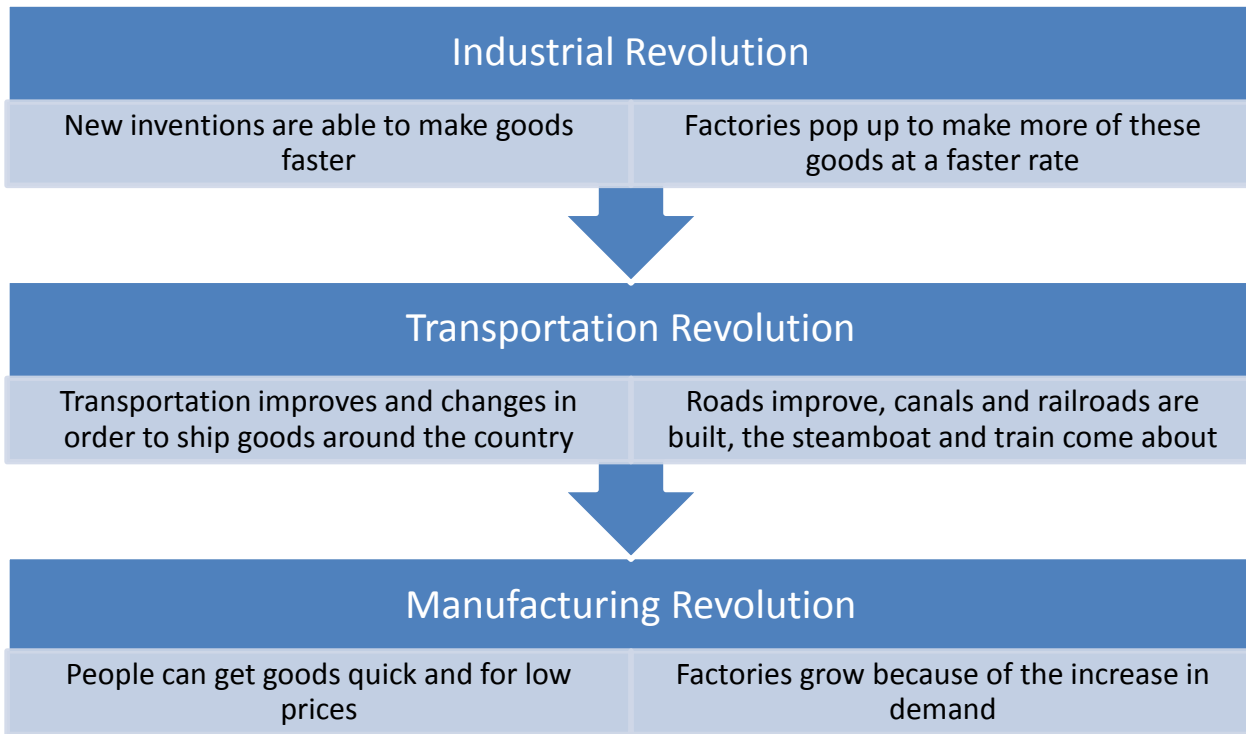 Industrial Revolution
New inventions are able to make goods
faster
Factories pop up to make more of these
goods at a faster rate
Transportation Revolution
Transportation improves and changes in
order to ship goods around the country
Roads improve, canals and railroads are
built, the steamboat and train come about
Manufacturing Revolution
People can get goods quick and for low
prices
Factories grow because of the increase in
demand